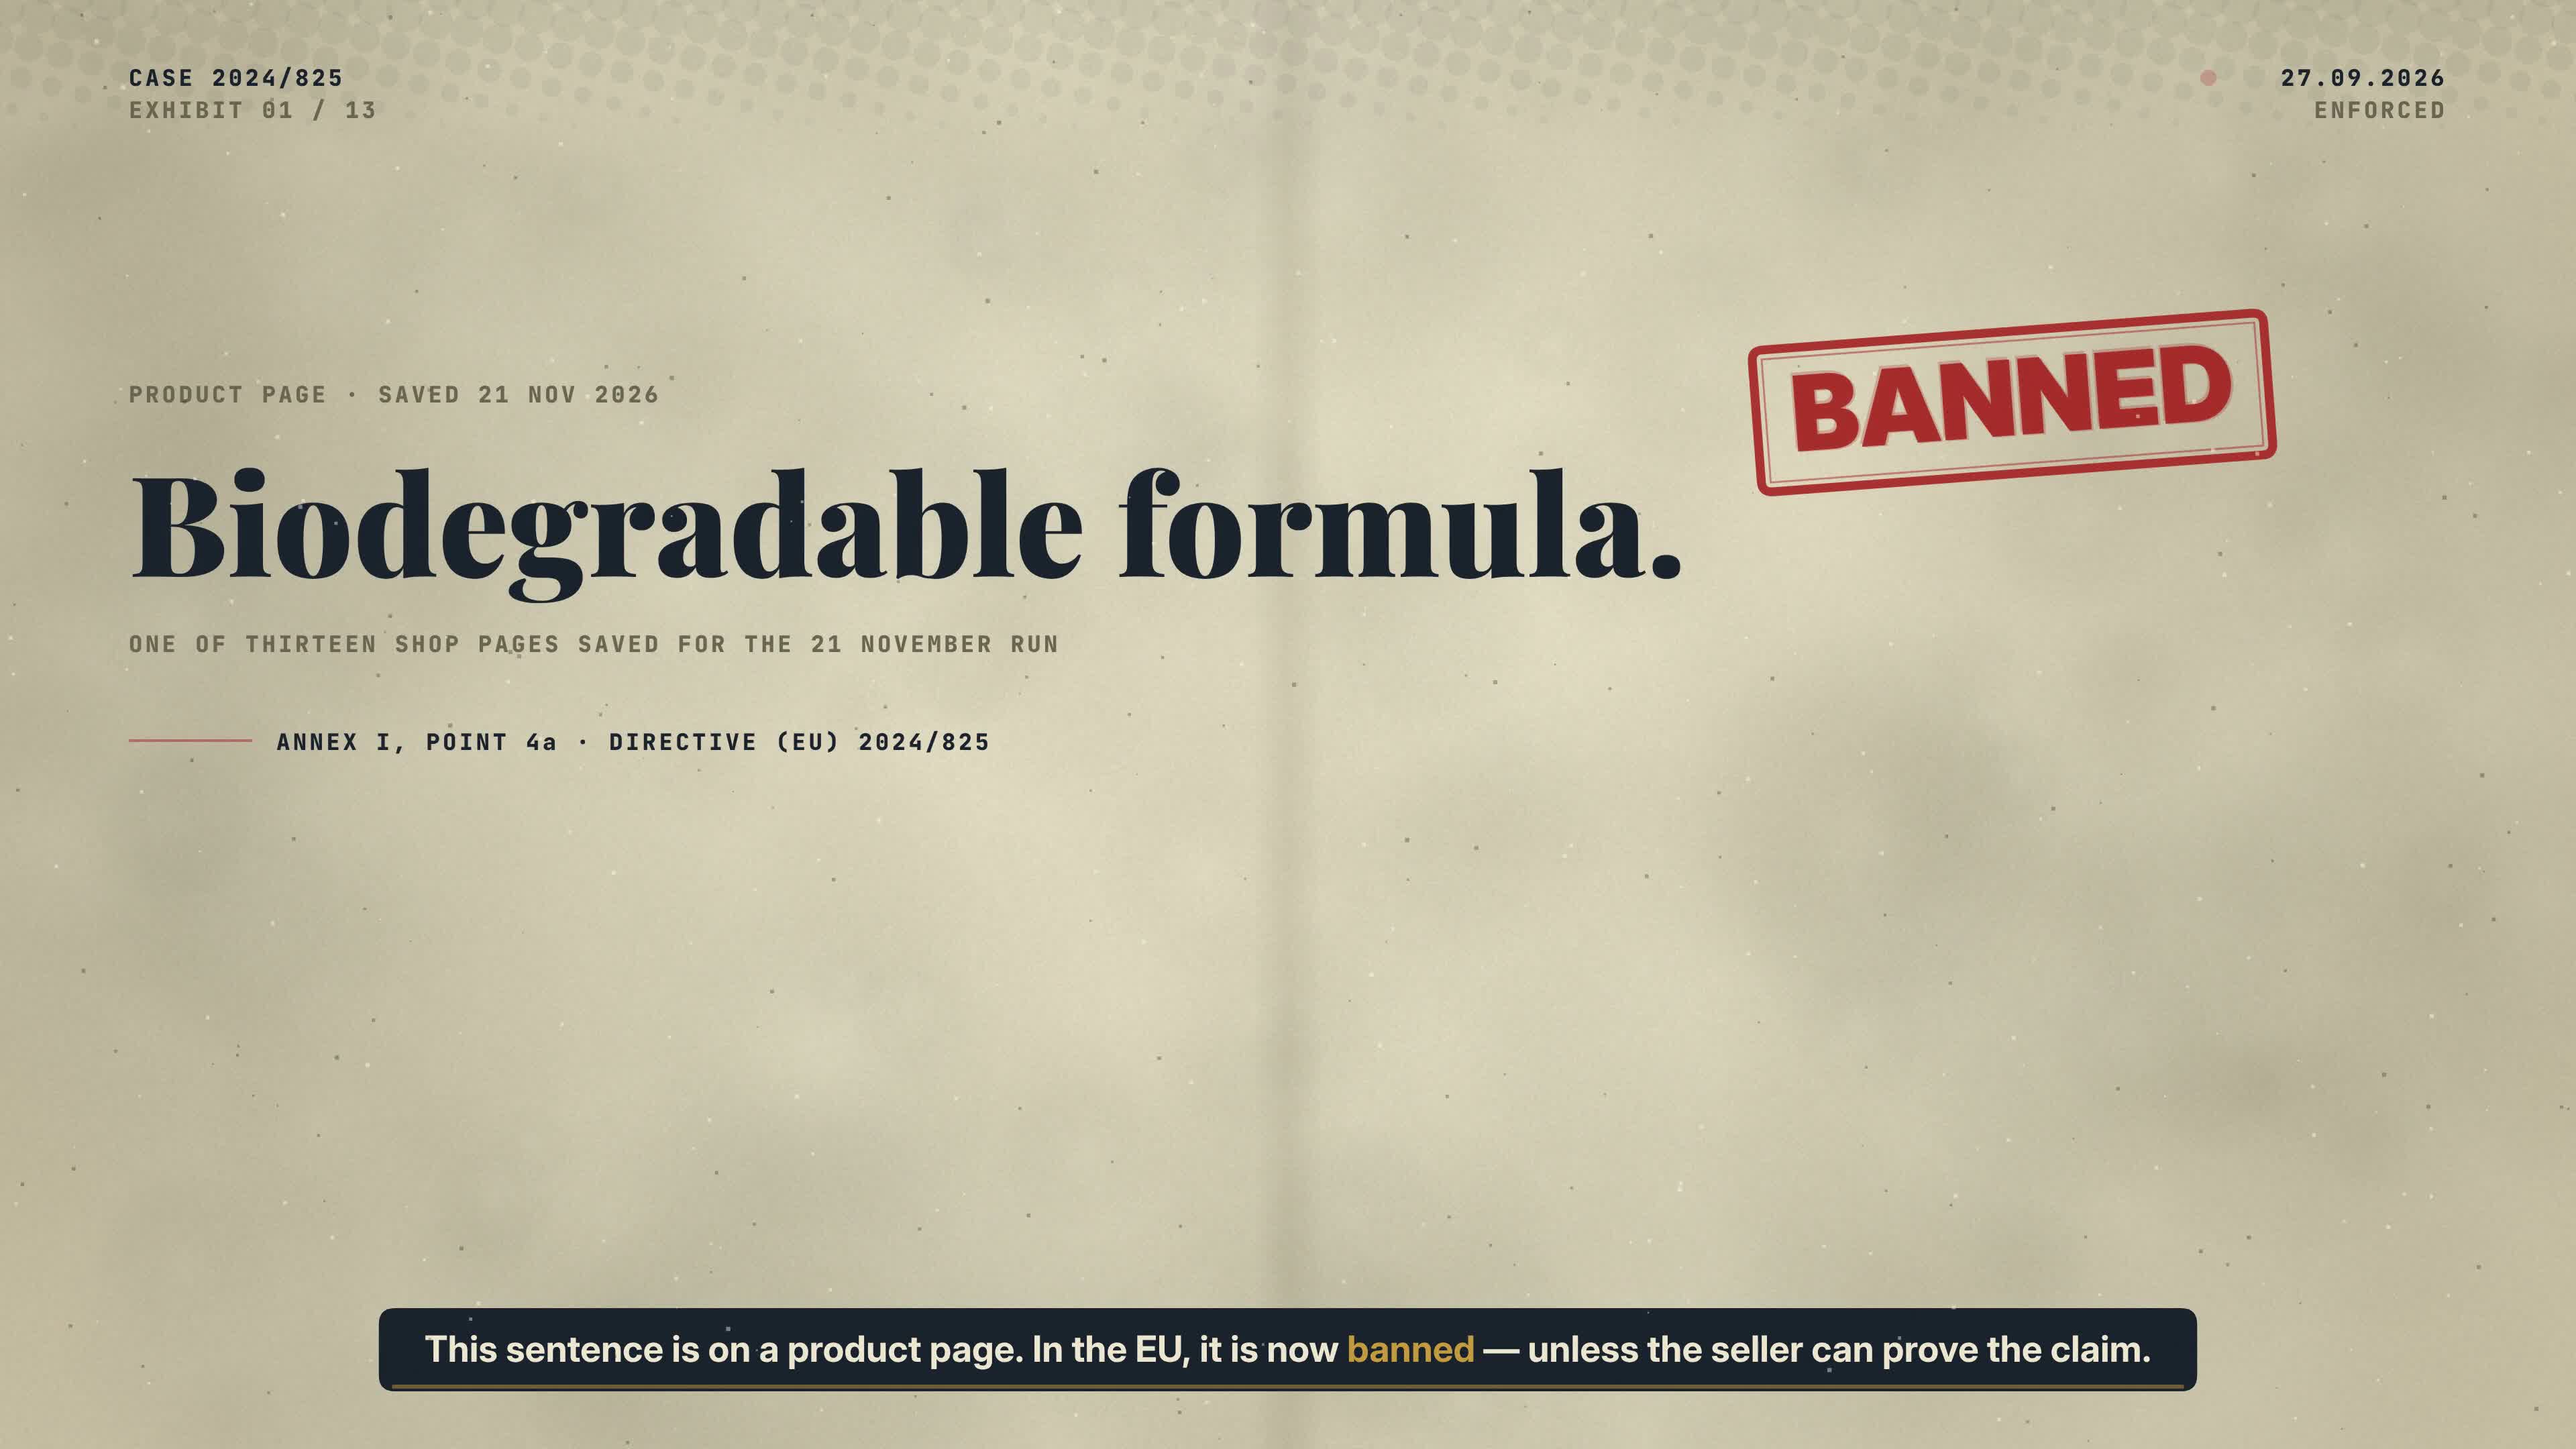 CASE 2024/825
EXHIBIT 01 / 13
27.09.2026
ENFORCED
BANNED
PRODUCT PAGE · SAVED 21 NOV 2026
Biodegradable formula.
ONE OF THIRTEEN SHOP PAGES SAVED FOR THE 21 NOVEMBER RUN
ANNEX I, POINT 4a · DIRECTIVE (EU) 2024/825
This sentence is on a product page. In the EU, it is now banned — unless the seller can prove the claim.